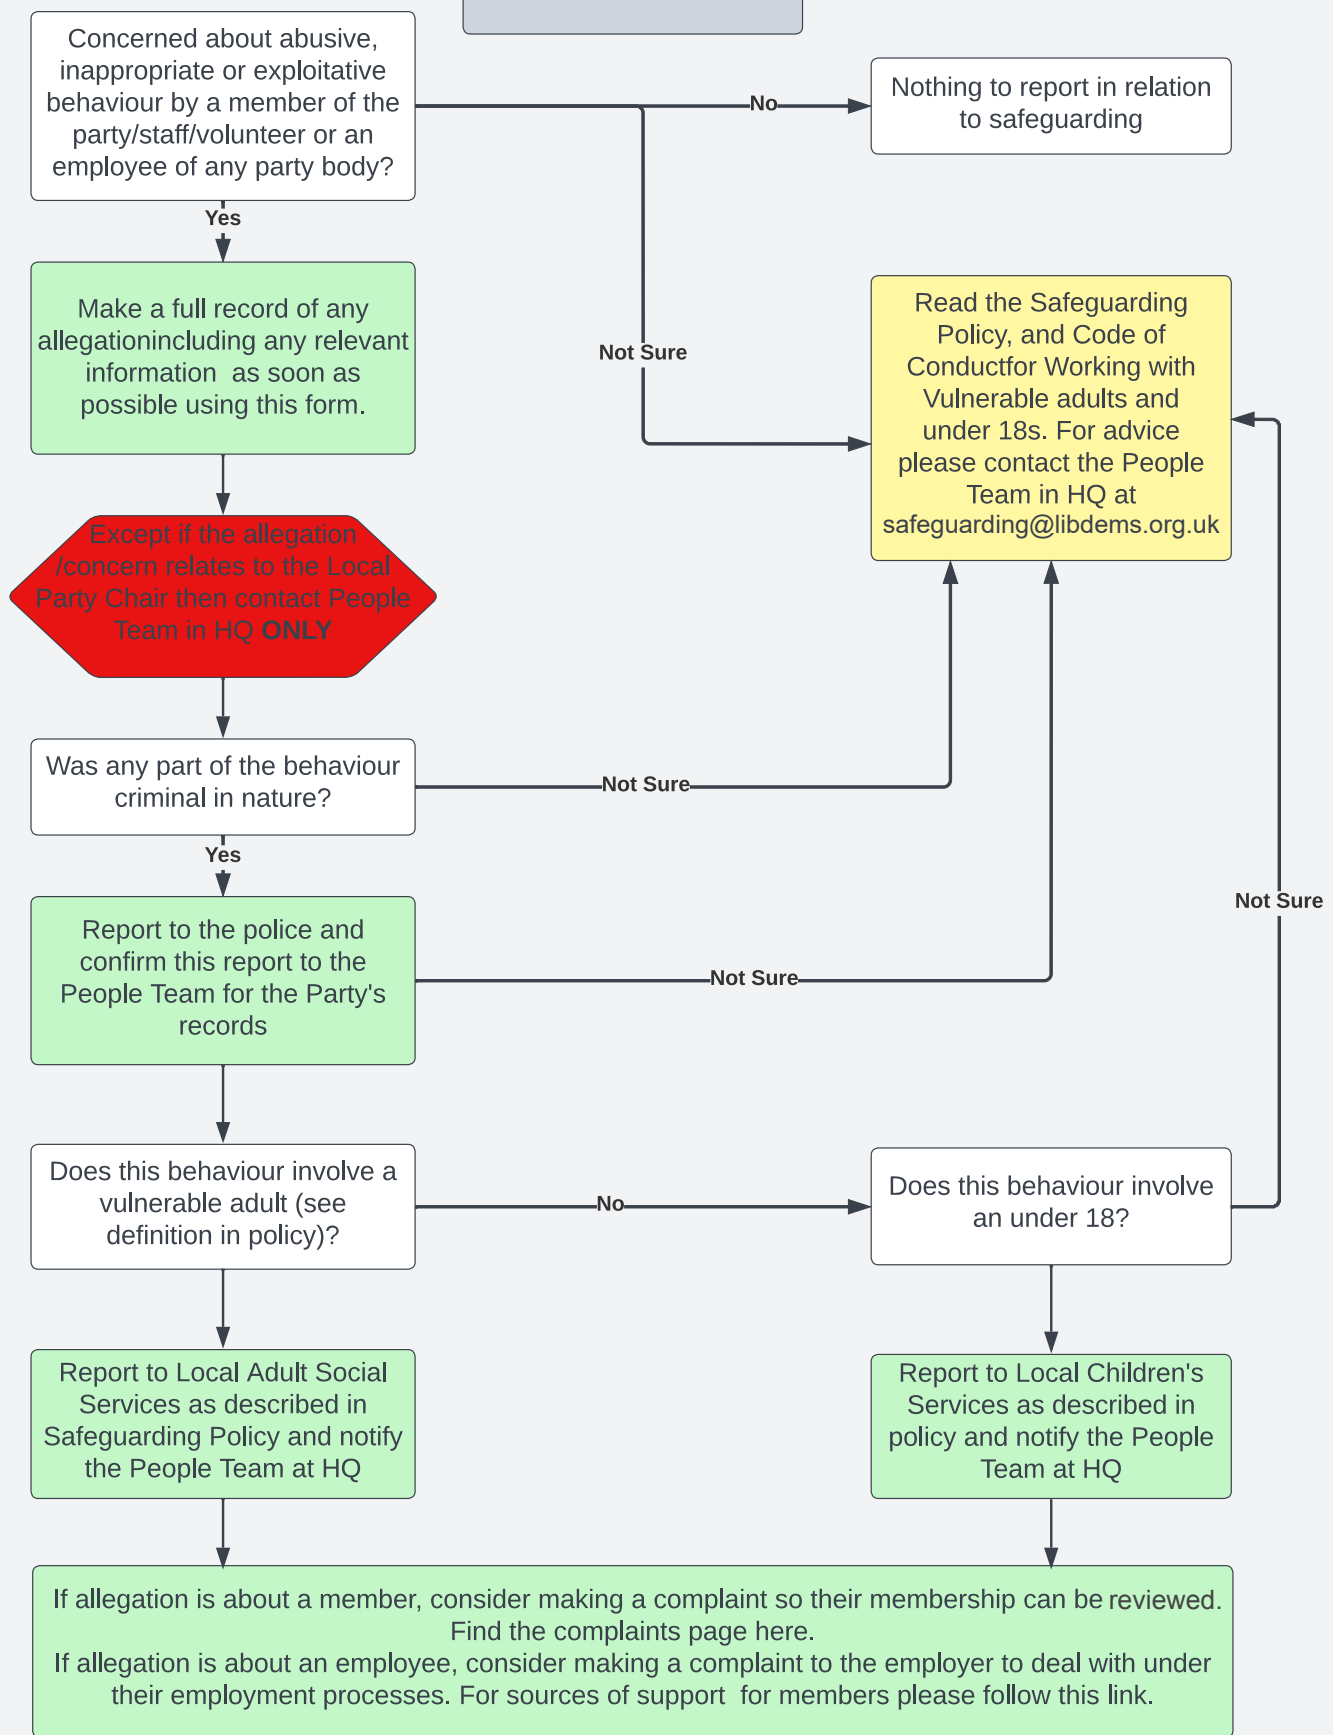 Concerned about abusive,
inappropriate or exploitative
behaviour by a member of the
party/staff/volunteer or an
employee of any party body?
No
Nothing to report in relation
to safeguarding
Yes
Make a full record of any
allegationincluding any relevant
information  as soon as
possible using this form.
Not Sure
Read the Safeguarding
Policy, and Code of
Conductfor Working with
Vulnerable adults and
under 18s. For advice
please contact the People
Team in HQ at
safeguarding@libdems.org.uk
Except if the allegation
/concern relates to the Local
Party Chair then contact People
Team in HQ ONLY
Was any part of the behaviour
criminal in nature?
Not Sure
Yes
Report to the police and
confirm this report to the
People Team for the Party's
records
Not Sure
Not Sure
Does this behaviour involve a
vulnerable adult (see
definition in policy)?
No
Does this behaviour involve
an under 18?
Report to Local Adult Social
Services as described in
Safeguarding Policy and notify
the People Team at HQ
Report to Local Children's
Services as described in
policy and notify the People
Team at HQ
If allegation is about a member, consider making a complaint so their membership can be reviewed.
Find the complaints page here.
If allegation is about an employee, consider making a complaint to the employer to deal with under
their employment processes. For sources of support  for members please follow this link.